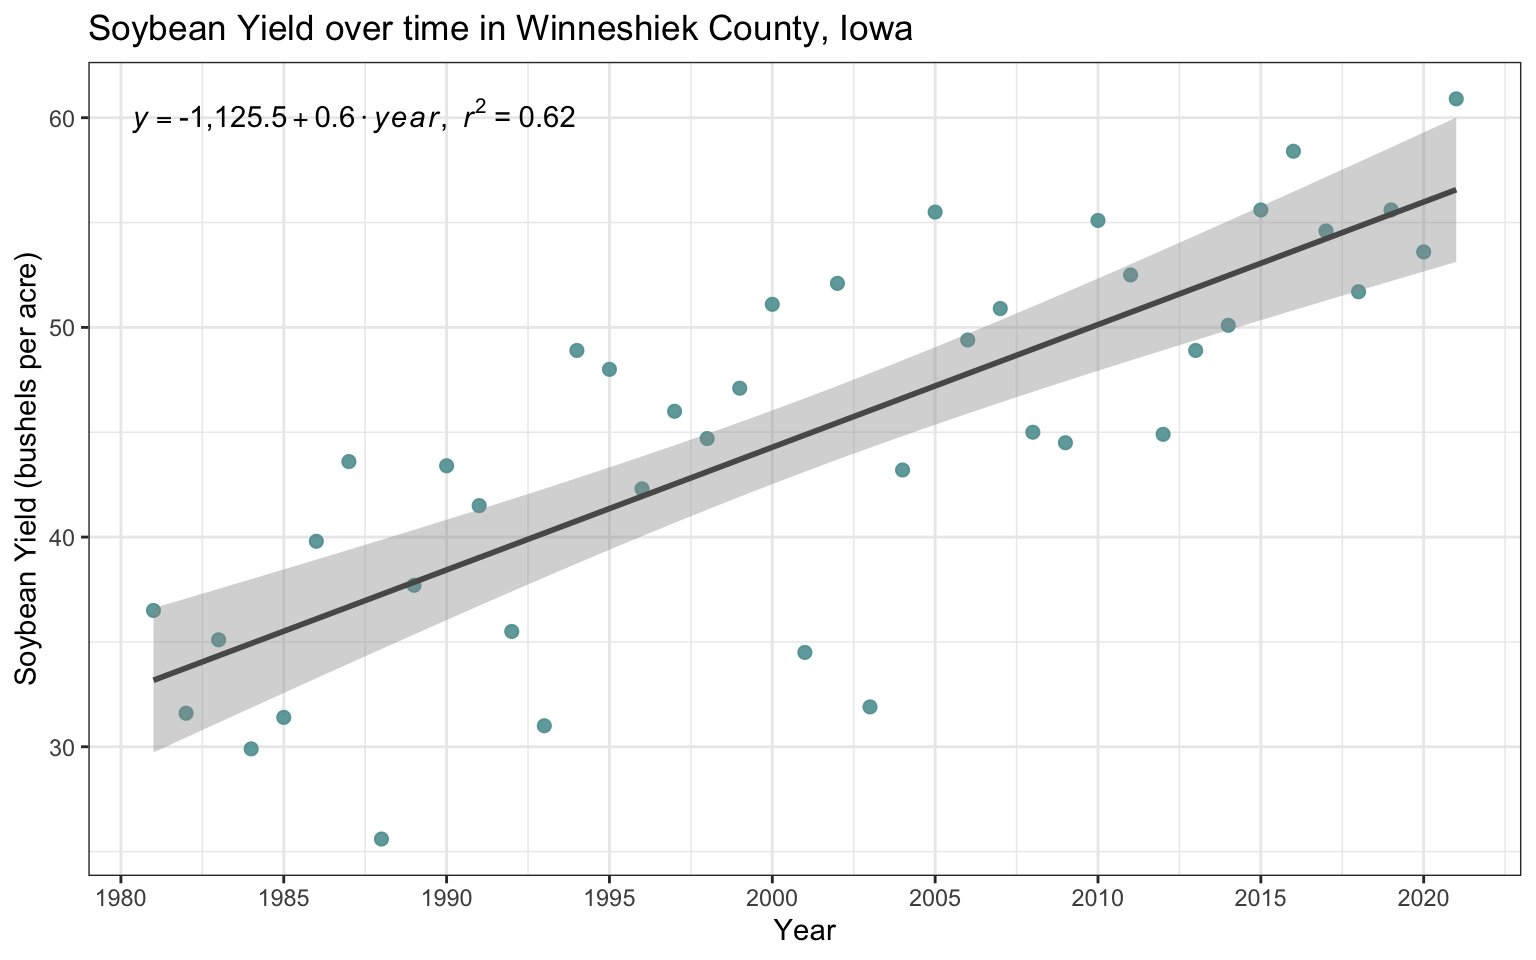 Soybean Yield over time in Winneshiek County, Iowa
y = -1,125.5 + 0.6 · year, r² = 0.62
60
50
40
30
Soybean Yield (bushels per acre)
1980 1985 1990 1995 2000 2005 2010 2015 2020
Year